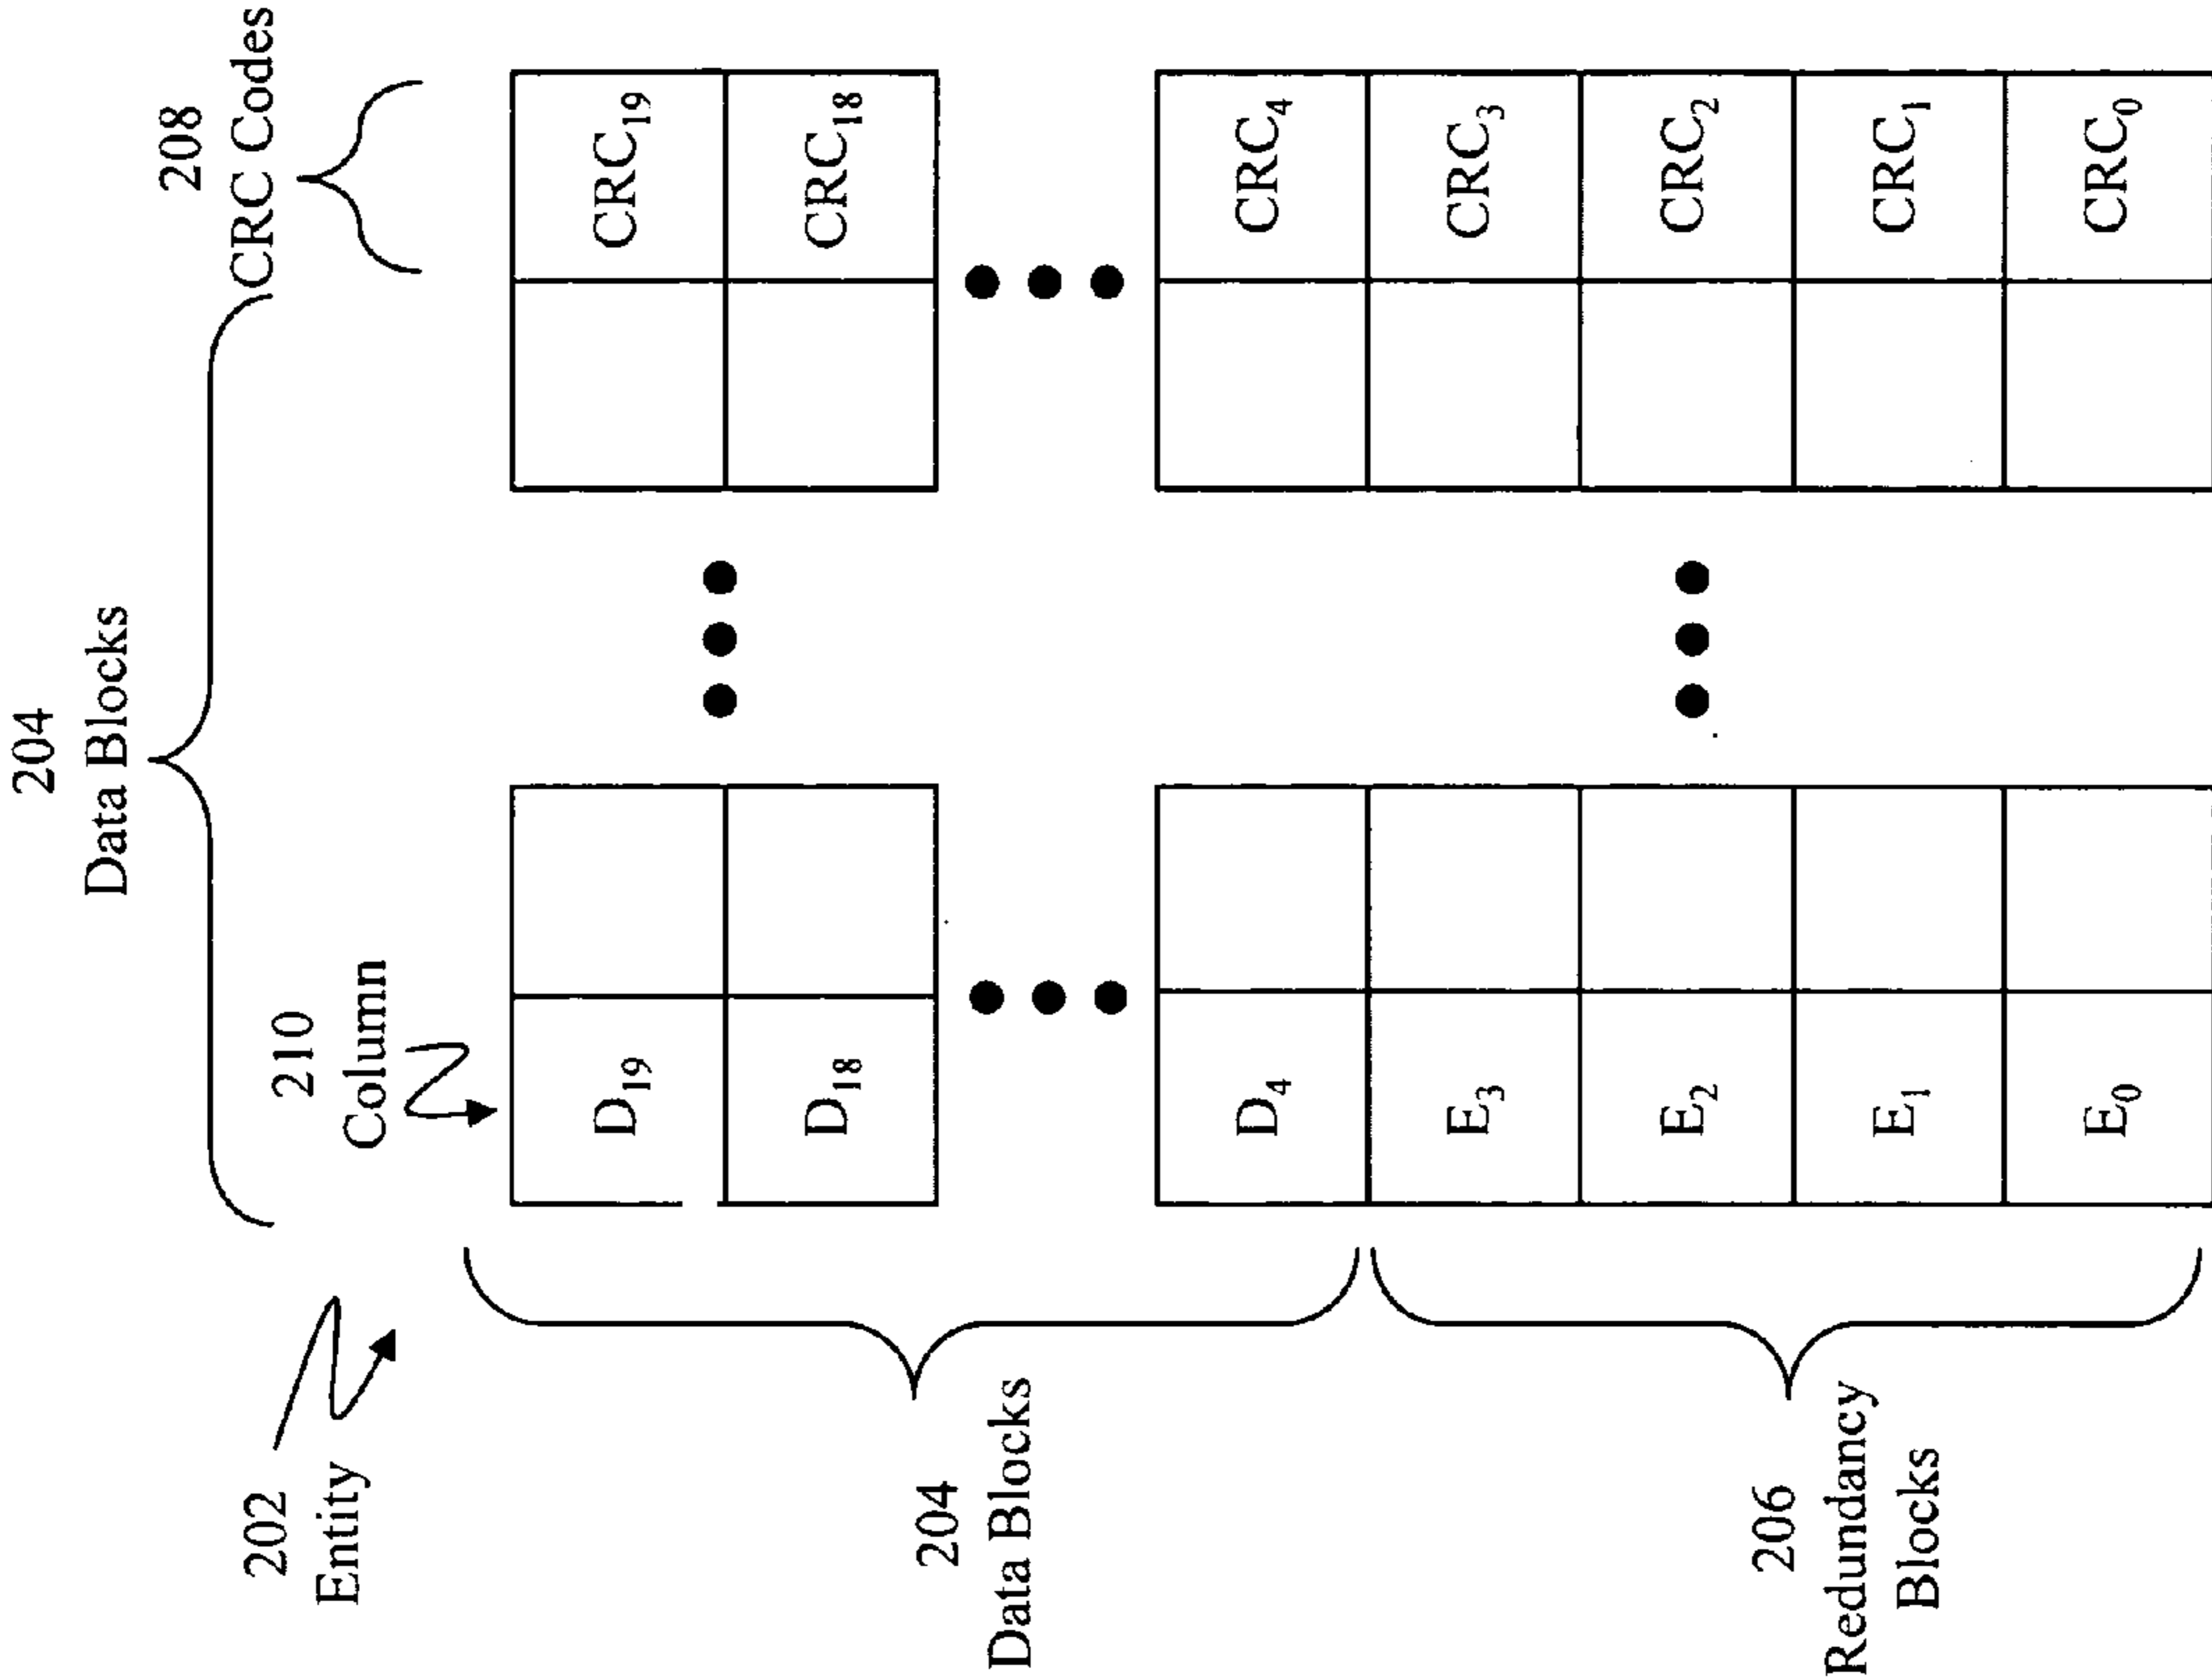 204
Data Blocks
208
CRC Codes
202
Entity
210
Column
D₁₉ CRC₁₉
D₁₈ CRC₁₈
204
Data Blocks
D₄ CRC₄
E₃ CRC₃
E₂ CRC₂
E₁ CRC₁
E₀ CRC₀
206
Redundancy
Blocks